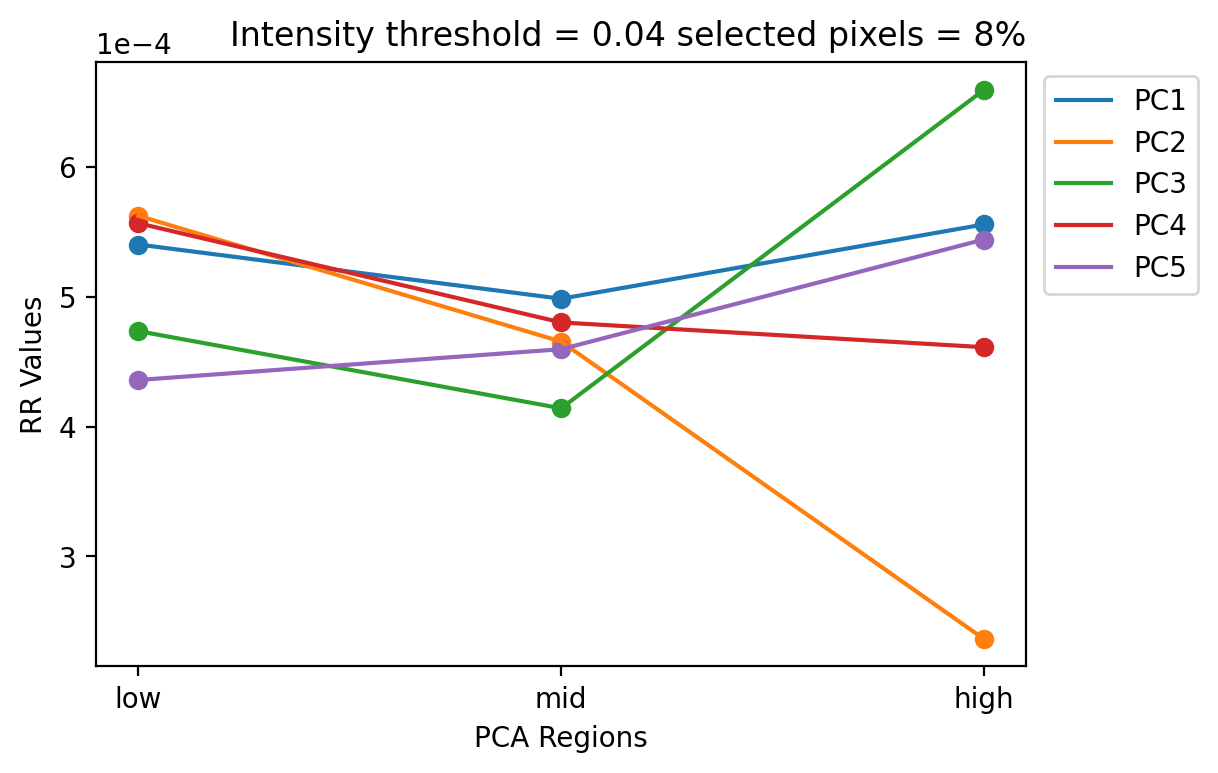 Intensity threshold = 0.04 selected pixels = 8%
1e−4
6
5
4
3
RR Values
low mid high
PCA Regions
PC1
PC2
PC3
PC4
PC5